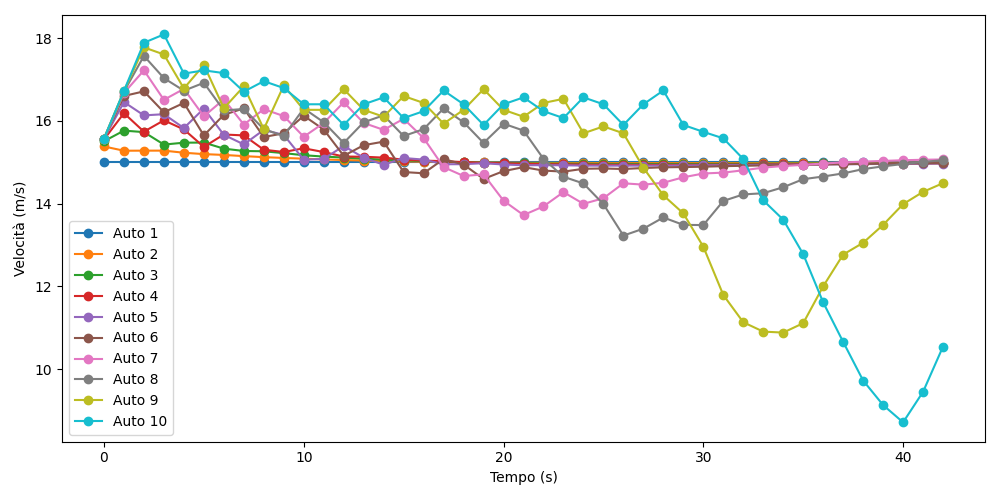 18
16
14
12
10
Velocità (m/s)
Auto 1
Auto 2
Auto 3
Auto 4
Auto 5
Auto 6
Auto 7
Auto 8
Auto 9
Auto 10
0 10 20 30 40
Tempo (s)